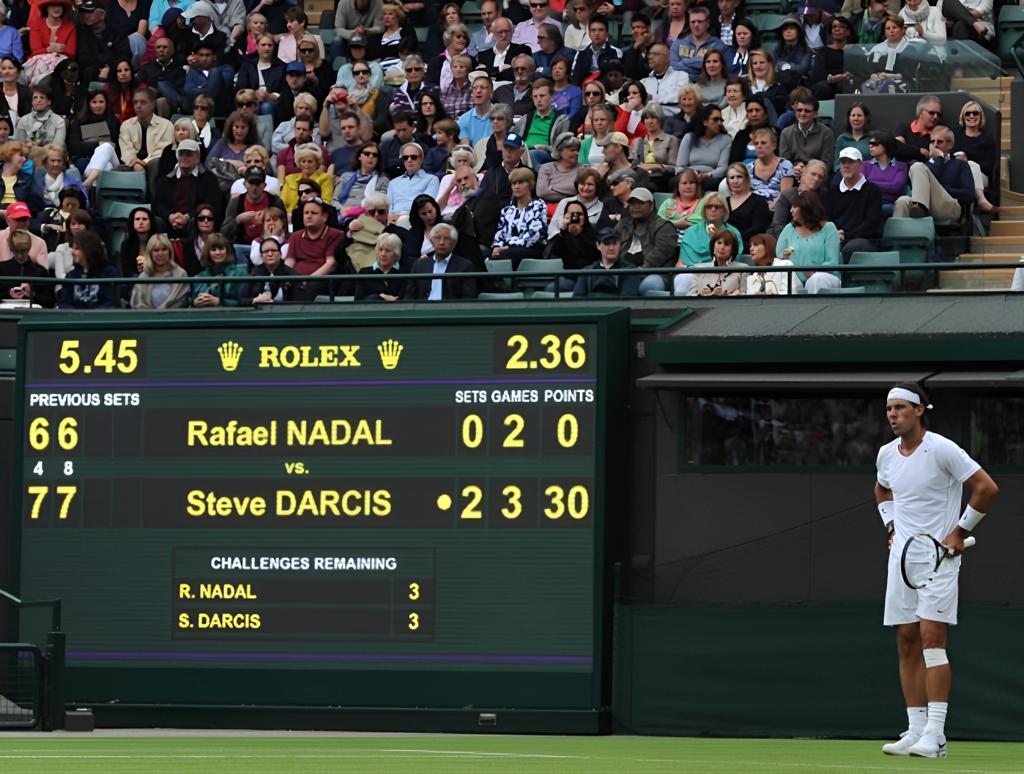 5.45 ROLEX 2.36
PREVIOUS SETS SETS GAMES POINTS
6 6 Rafael NADAL 0 2 0
4 8 vs.
7 7 Steve DARCIS 2 3 30
CHALLENGES REMAINING
R. NADAL 3
S. DARCIS 3